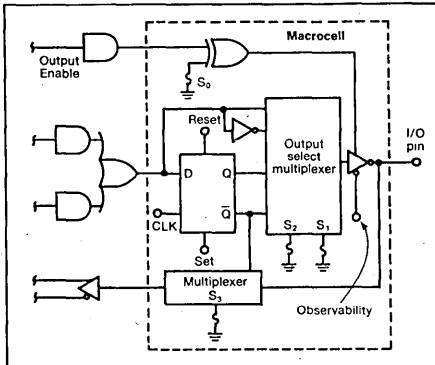 Macrocell
Output
Enable
S0
Reset
I/O
pin
Output
select
multiplexer
D
Q
Q̅
CLK
S2
S1
Set
Multiplexer
S3
Observability